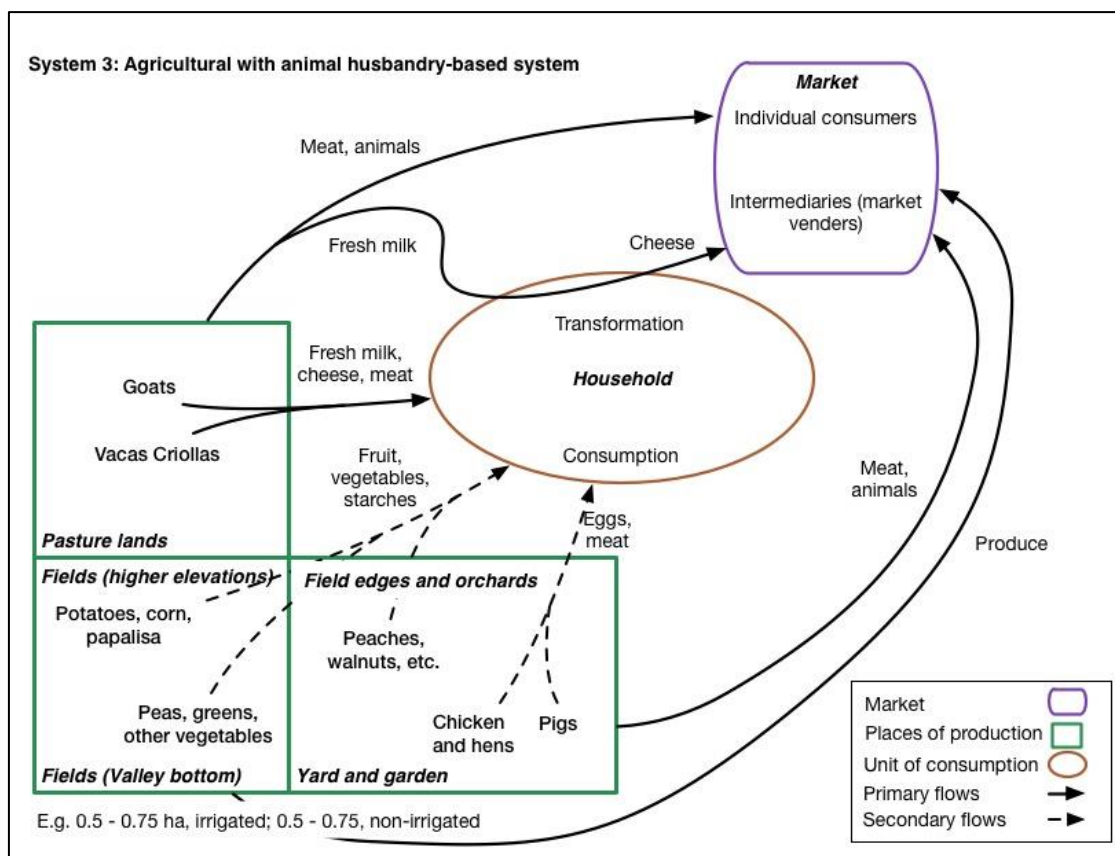 System 3: Agricultural with animal husbandry-based system
Market
Individual consumers
Intermediaries (market
venders)
Meat, animals
Fresh milk
Cheese
Transformation
Household
Consumption
Fresh milk,
cheese, meat
Goats
Vacas Criollas
Pasture lands
Fruit,
vegetables,
starches
Eggs,
meat
Meat,
animals
Produce
Fields (higher elevations)
Potatoes, corn,
papalisa
Peas, greens,
other vegetables
Fields (Valley bottom)
Field edges and orchards
Peaches,
walnuts, etc.
Chicken
and hens
Pigs
Yard and garden
E.g. 0.5 - 0.75 ha, irrigated; 0.5 - 0.75, non-irrigated
Market
Places of production
Unit of consumption
Primary flows
Secondary flows